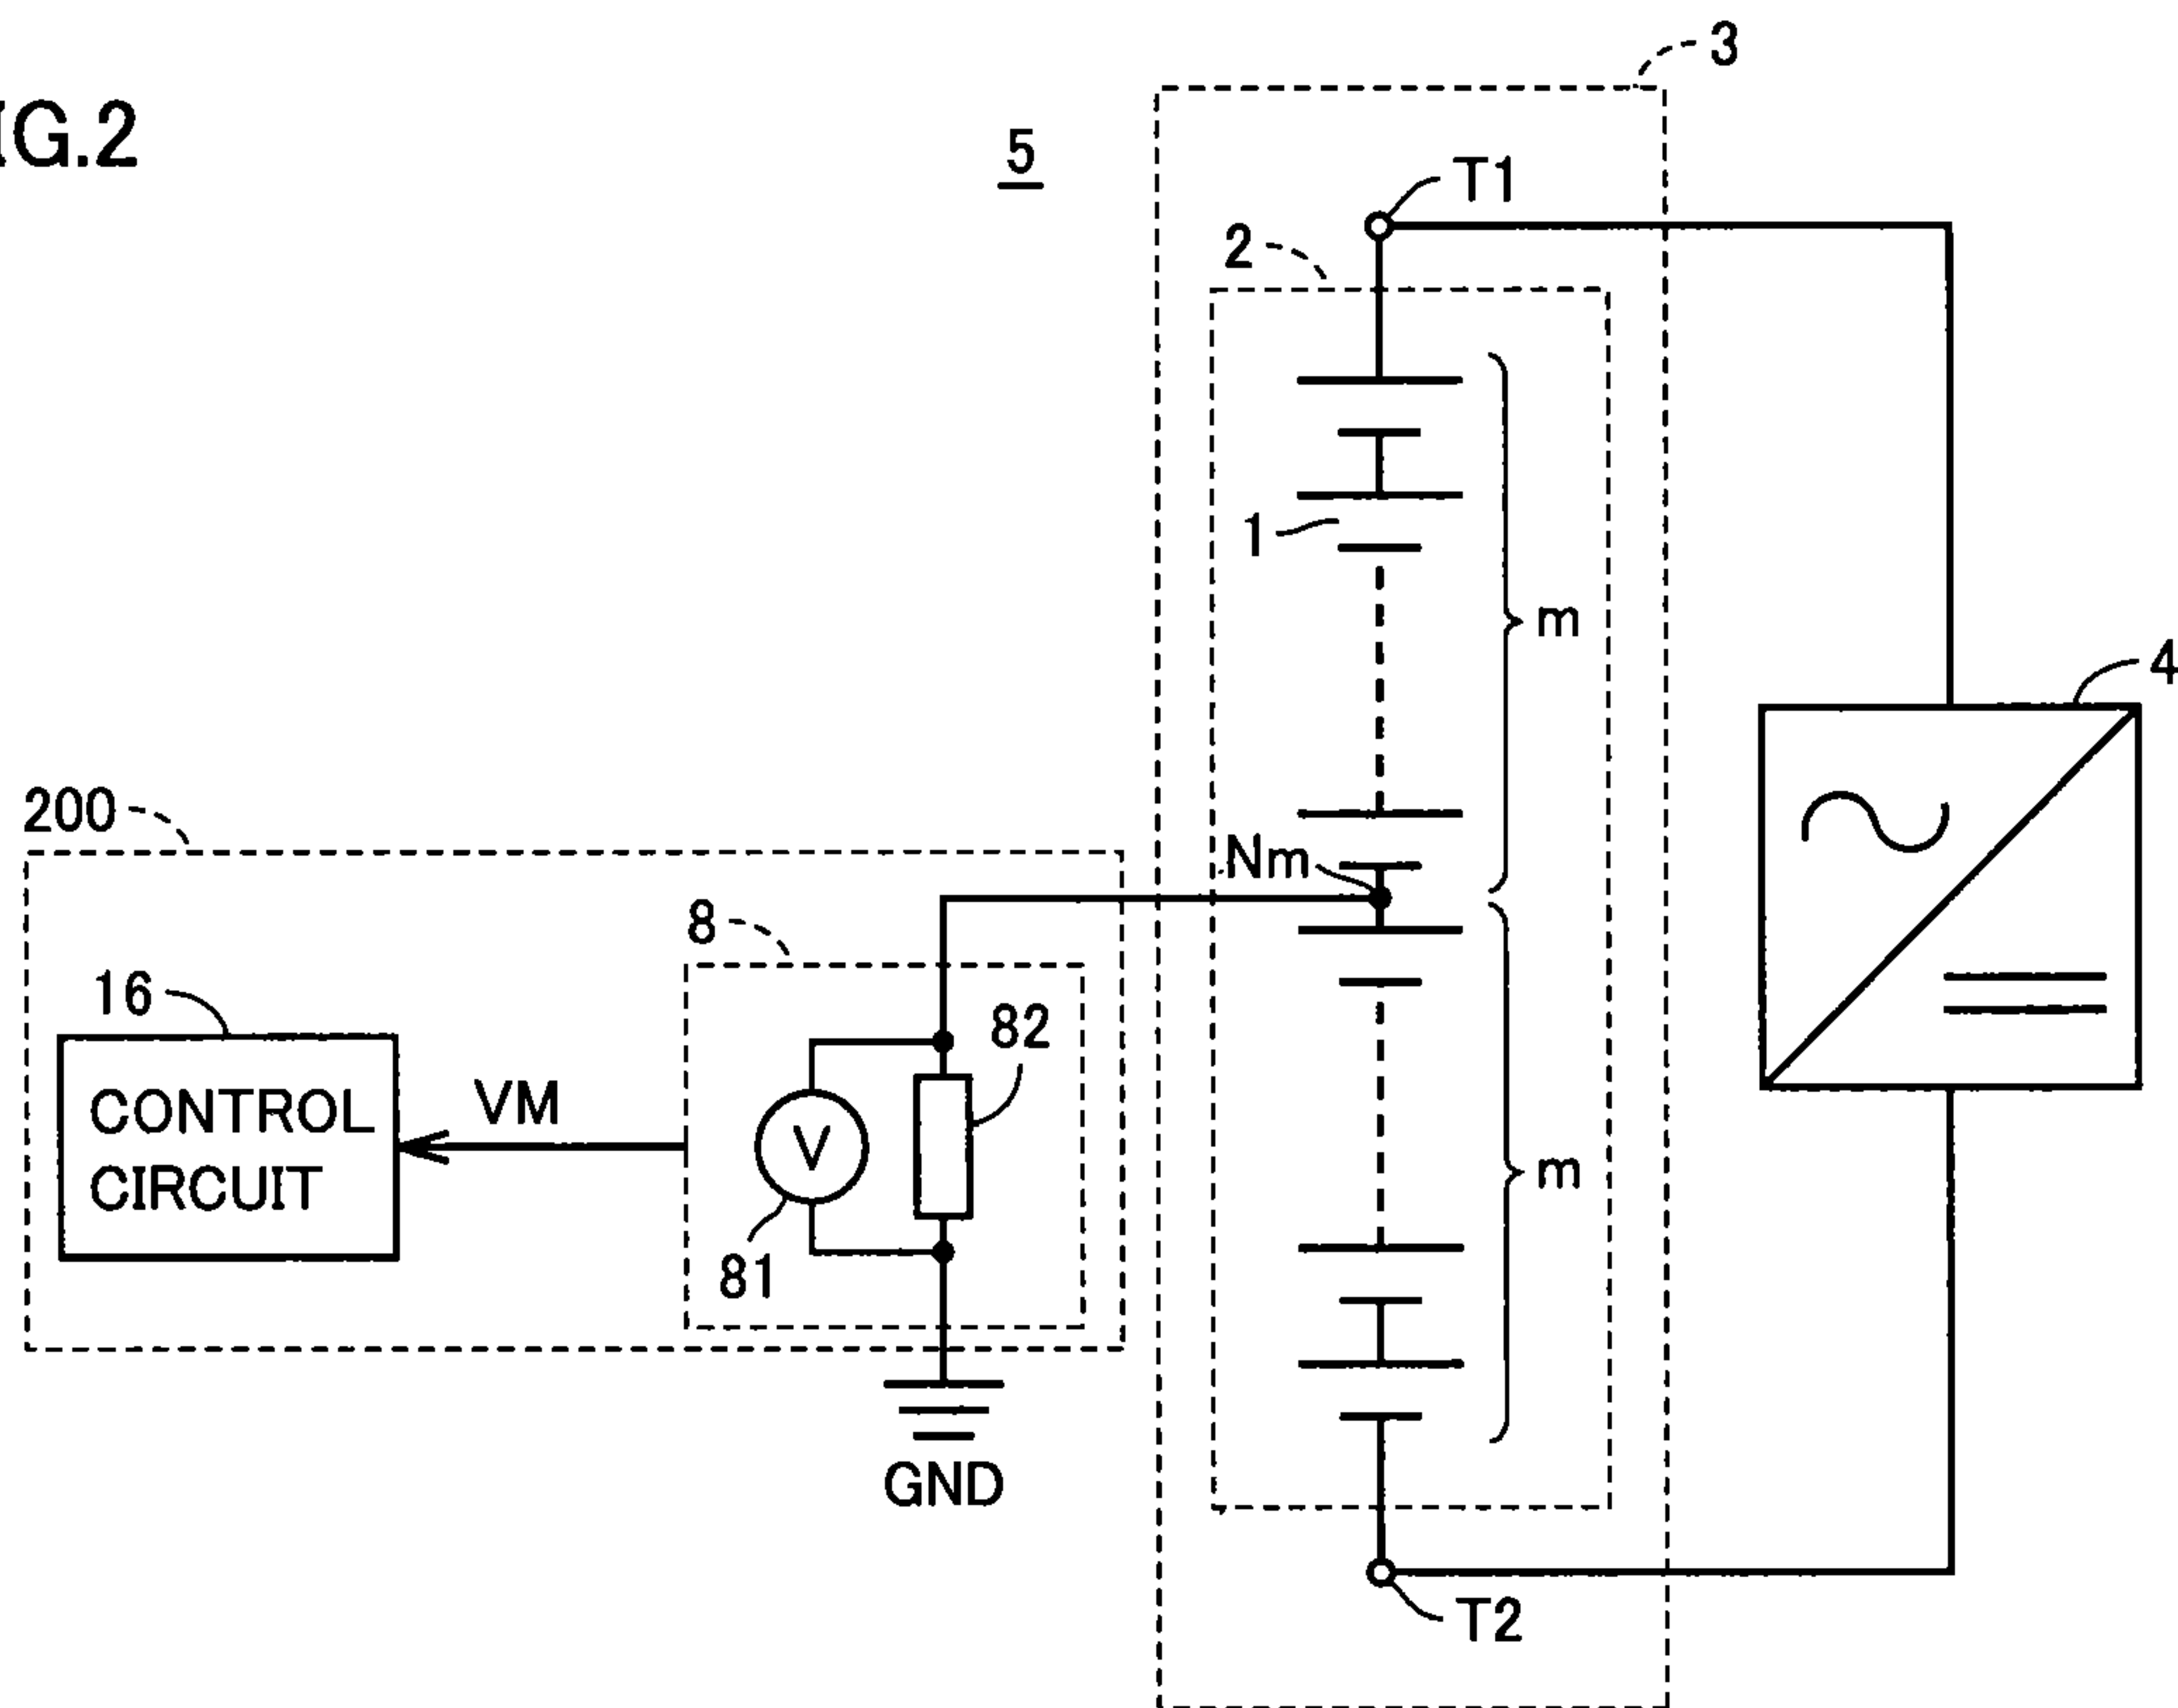 IG.2
5
3
T1
2
1
m
4
200
Nm
8
16
82
CONTROL
CIRCUIT
VM
V
m
81
GND
T2